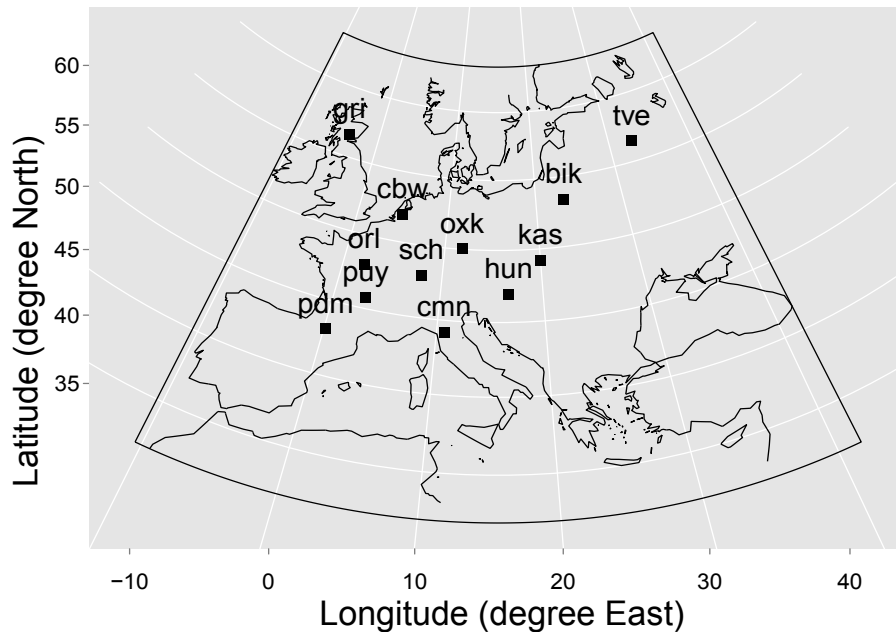 60
55
50
45
40
35
Latitude (degree North)
gri
tve
bik
cbw
oxk
kas
orl
sch
hun
puy
pdm
cmn
−10 0 10 20 30 40
Longitude (degree East)